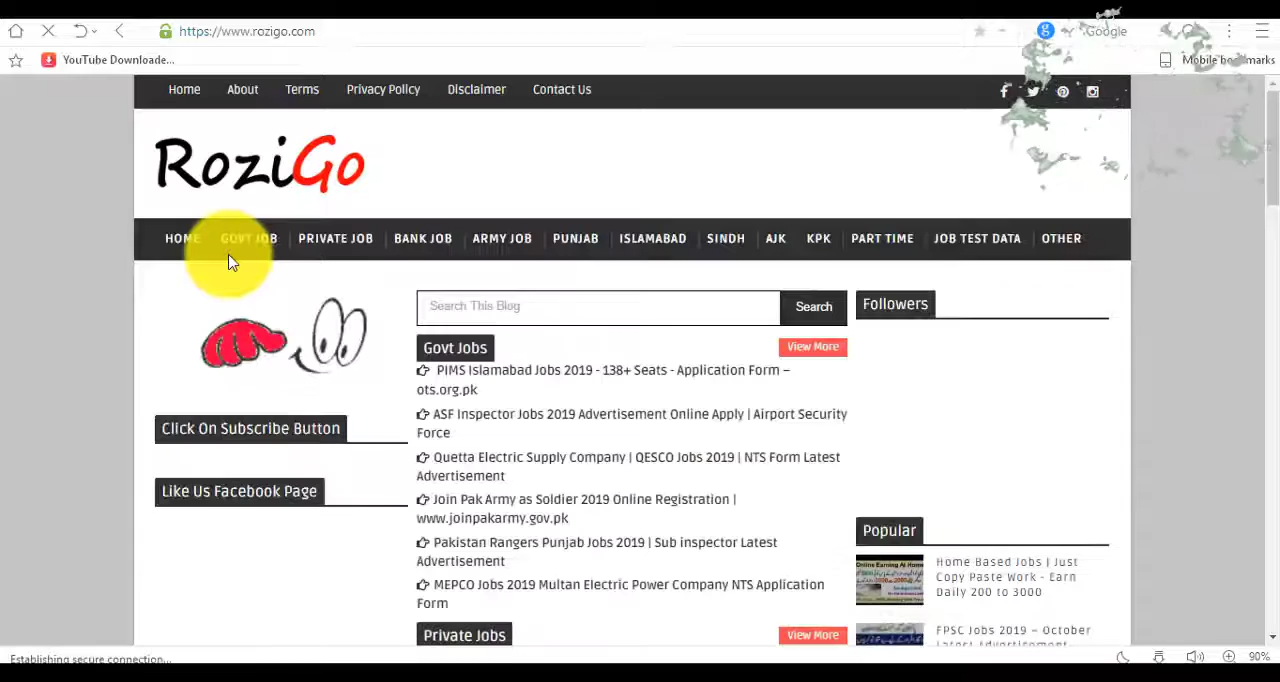 https://www.rozigo.com
Google
YouTube Downloade...
Mobile bookmarks
Home About Terms Privacy Policy Disclaimer Contact Us
RoziGo
HOME GOVT JOB PRIVATE JOB BANK JOB ARMY JOB PUNJAB ISLAMABAD SINDH AJK KPK PART TIME JOB TEST DATA OTHER
Search This Blog
Search
Followers
Govt Jobs
View More
PIMS Islamabad Jobs 2019 - 138+ Seats - Application Form –
ots.org.pk
ASF Inspector Jobs 2019 Advertisement Online Apply | Airport Security
Force
Click On Subscribe Button
Quetta Electric Supply Company | QESCO Jobs 2019 | NTS Form Latest
Advertisement
Like Us Facebook Page
Join Pak Army as Soldier 2019 Online Registration |
www.joinpakarmy.gov.pk
Pakistan Rangers Punjab Jobs 2019 | Sub inspector Latest
Advertisement
MEPCO Jobs 2019 Multan Electric Power Company NTS Application
Form
Popular
Home Based Jobs | Just
Copy Paste Work - Earn
Daily 200 to 3000
FPSC Jobs 2019 – October
Latest Advertisement
Private Jobs
View More
Establishing secure connection...
90%